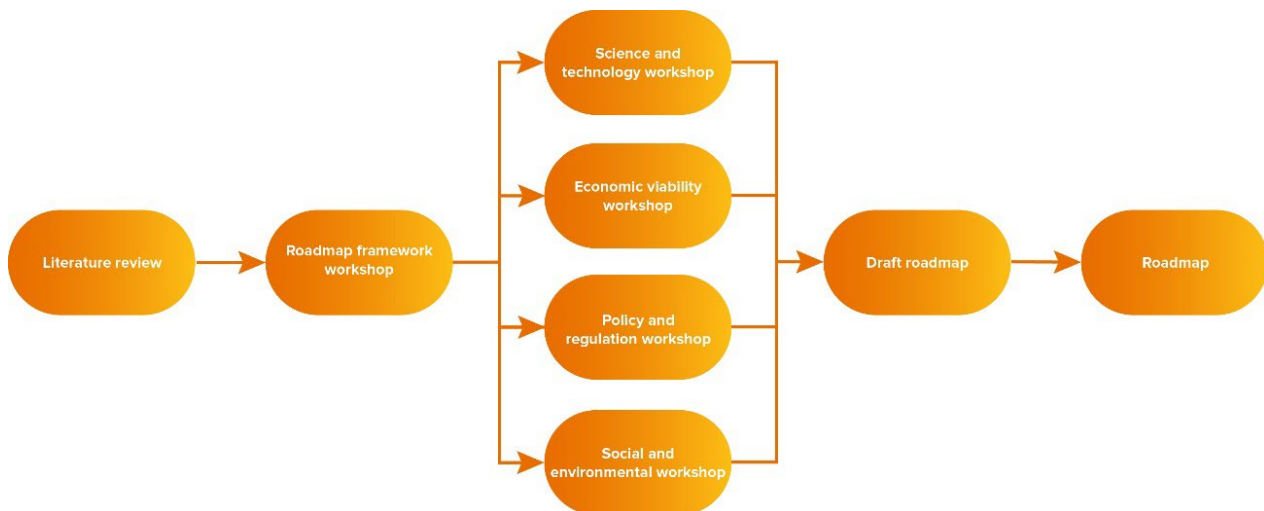 Science and
technology workshop
Economic viability
workshop
Literature review
Roadmap framework
workshop
Draft roadmap
Roadmap
Policy and
regulation workshop
Social and
environmental workshop